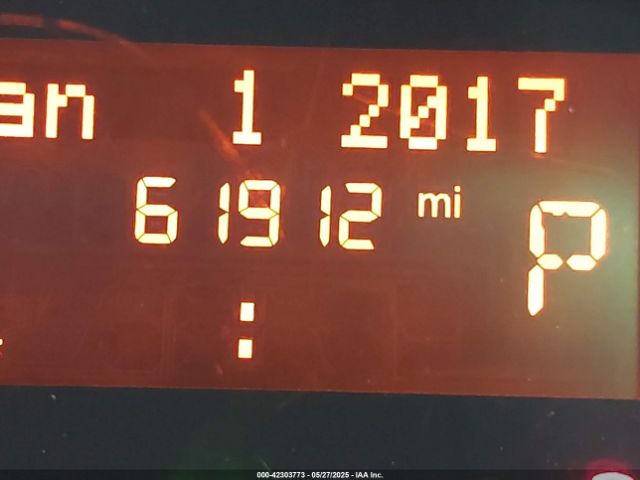 an 1 2017
61912 mi
P
:
000-42303773 - 05/27/2025 - IAA Inc.